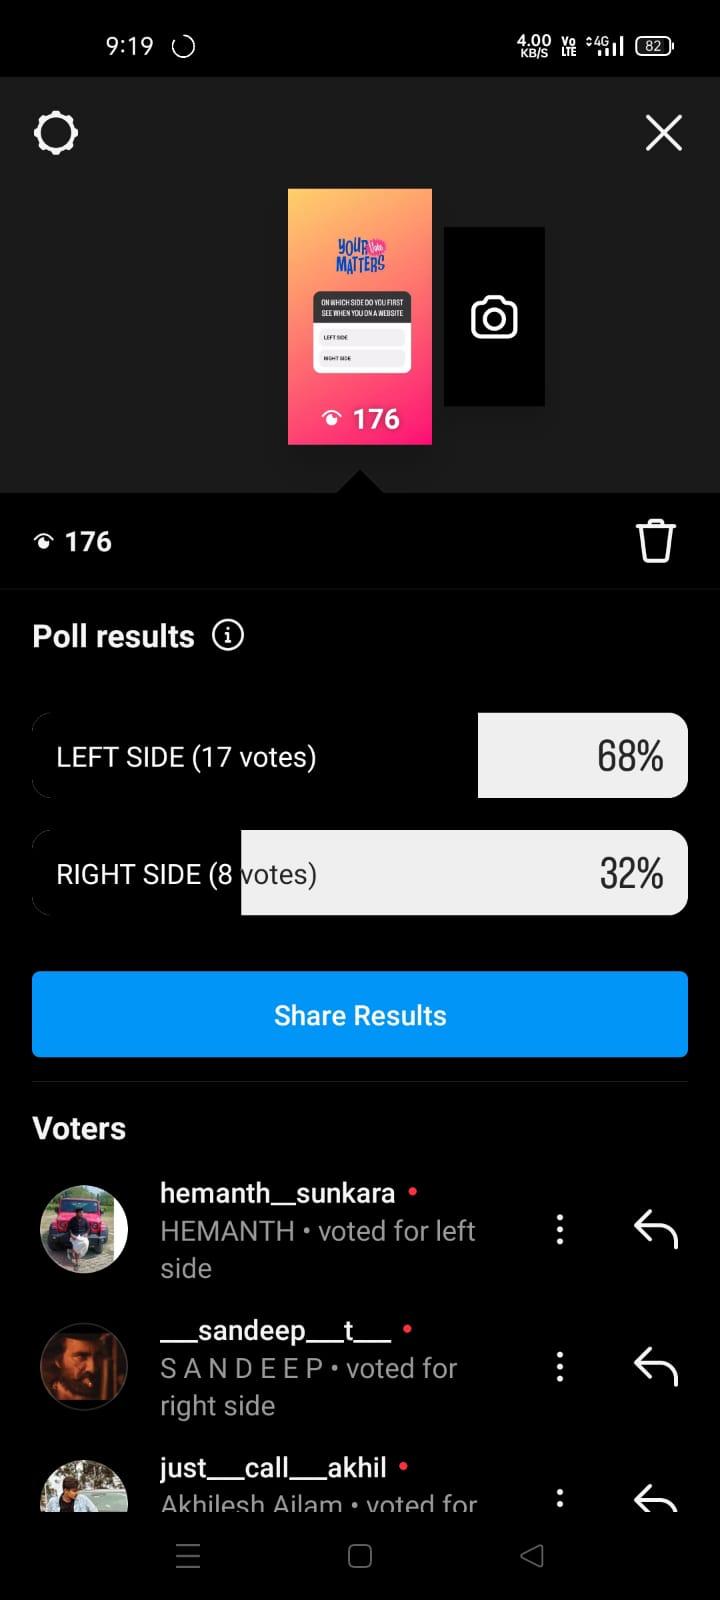 9:19
4.00
KB/S
Vo
LTE
4G
82
YOUR Vote
MATTERS
ON WHICH SIDE DO YOU FIRST
SEE WHEN YOU ON A WEBSITE
LEFT SIDE
RIGHT SIDE
176
176
Poll results
LEFT SIDE (17 votes)
68%
RIGHT SIDE (8 votes)
32%
Share Results
Voters
hemanth__sunkara
HEMANTH • voted for left
side
___sandeep___t___
S A N D E E P • voted for
right side
just___call___akhil
Akhilesh Ailam • voted for